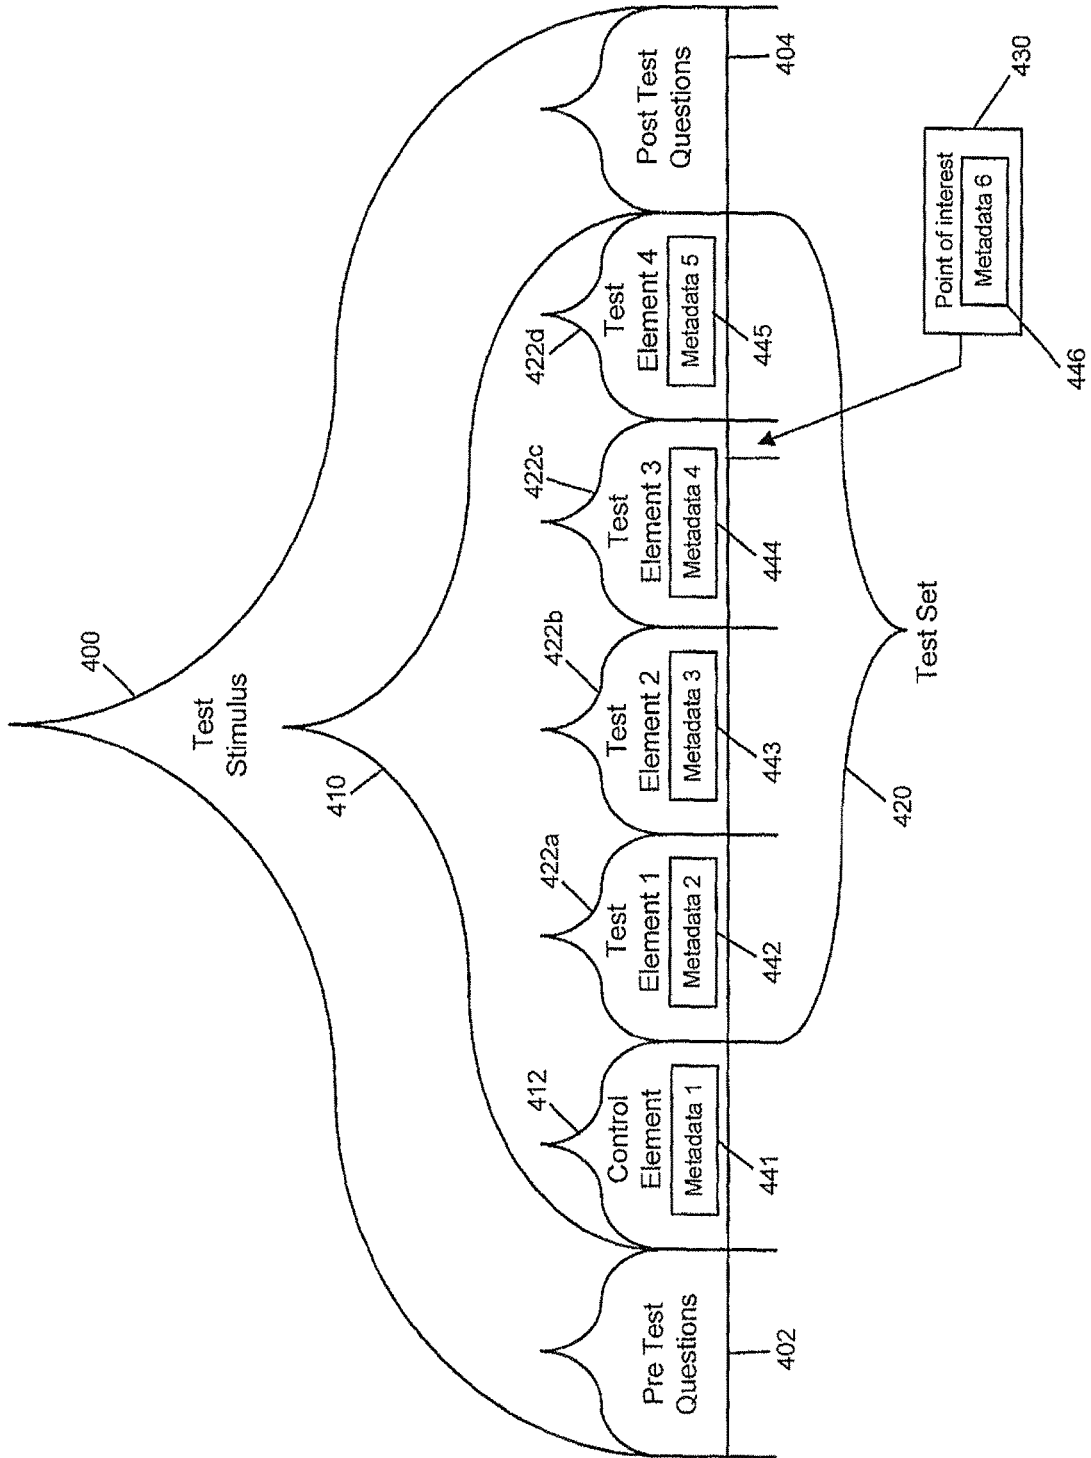 400
Test
Stimulus
410
412
422a
422b
422c
422d
Pre Test
Questions
Control
Element
Metadata 1
Test
Element 1
Metadata 2
Test
Element 2
Metadata 3
Test
Element 3
Metadata 4
Test
Element 4
Metadata 5
Post Test
Questions
402
441
442
443
444
445
404
420
Test Set
Point of interest
Metadata 6
430
446